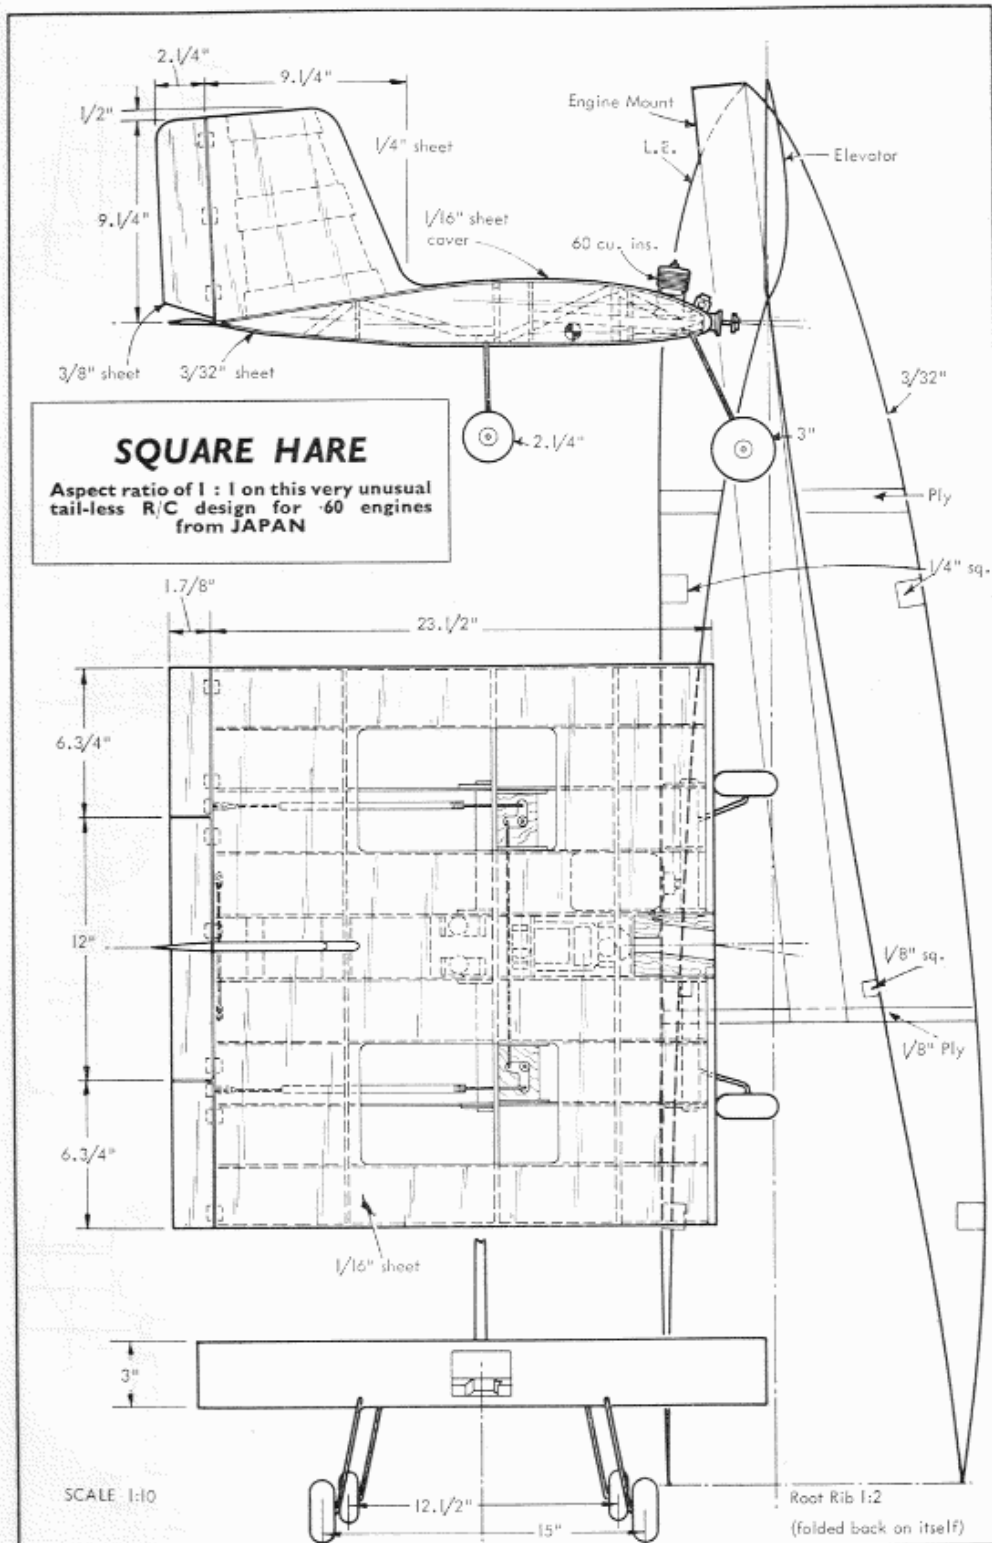 2.1/4"
9.1/4"
1/2"
Engine Mount
1/4" sheet
L.E.
Elevator
9.1/4"
1/16" sheet
cover
60 cu. ins.
3/8" sheet
3/32" sheet
3/32"
SQUARE HARE
Aspect ratio of 1 : 1 on this very unusual
tail-less R/C design for ·60 engines
from JAPAN
2.1/4"
3"
Ply
1/4" sq.
1.7/8"
23.1/2"
6.3/4"
12"
1/8" sq.
1/8" Ply
6.3/4"
1/16" sheet
3"
SCALE 1:10
12.1/2"
15"
Root Rib 1:2
(folded back on itself)